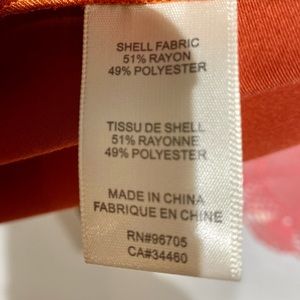 SHELL FABRIC
51% RAYON
49% POLYESTER
TISSU DE SHELL
51% RAYONNE
49% POLYESTER
MADE IN CHINA
FABRIQUE EN CHINE
RN#96705
CA#34460